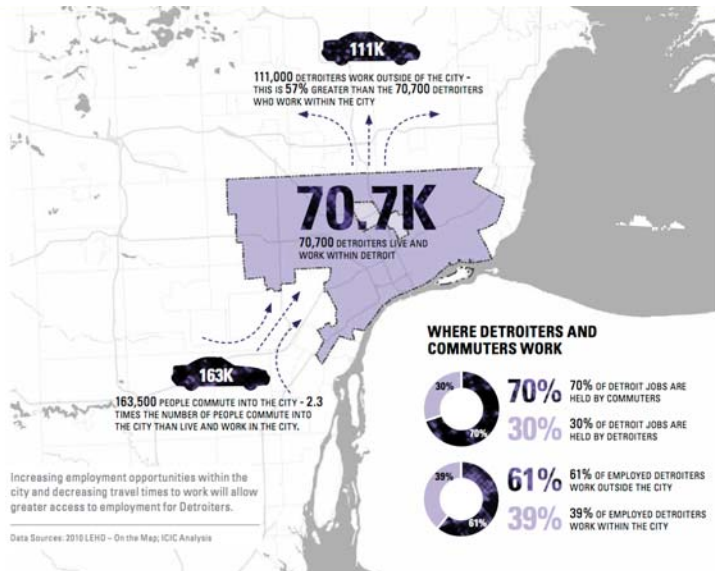 111K
111,000 DETROITERS WORK OUTSIDE OF THE CITY -
THIS IS 57% GREATER THAN THE 70,700 DETROITERS
WHO WORK WITHIN THE CITY
70.7K
70,700 DETROITERS LIVE AND
WORK WITHIN DETROIT
163K
163,500 PEOPLE COMMUTE INTO THE CITY - 2.3
TIMES THE NUMBER OF PEOPLE COMMUTE INTO
THE CITY THAN LIVE AND WORK IN THE CITY.
WHERE DETROITERS AND
COMMUTERS WORK
30%
70%
70% 70% OF DETROIT JOBS ARE
HELD BY COMMUTERS
30% 30% OF DETROIT JOBS ARE
HELD BY DETROITERS
39%
61%
61% 61% OF EMPLOYED DETROITERS
WORK OUTSIDE THE CITY
39% 39% OF EMPLOYED DETROITERS
WORK WITHIN THE CITY
Increasing employment opportunities within the
city and decreasing travel times to work will allow
greater access to employment for Detroiters.
Data Sources: 2010 LEHD – On the Map; ICIC Analysis